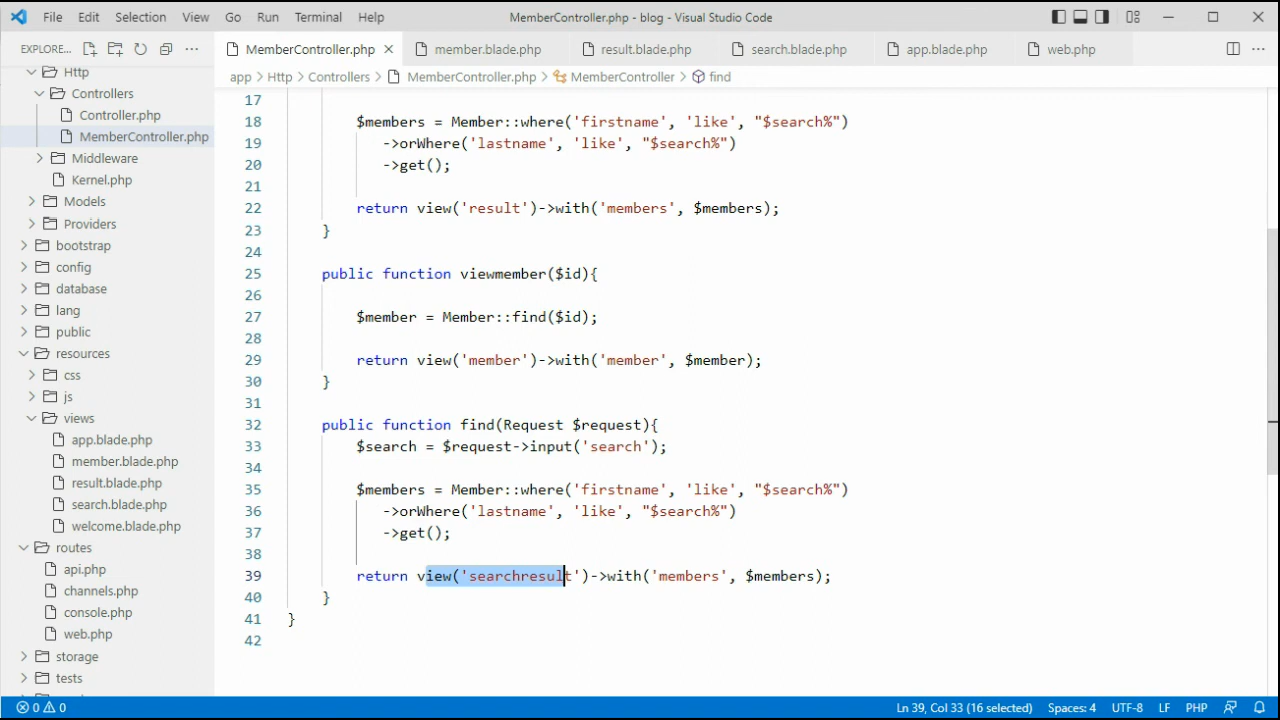 File Edit Selection View Go Run Terminal Help MemberController.php - blog - Visual Studio Code
EXPLORE... ··· MemberController.php × member.blade.php result.blade.php search.blade.php app.blade.php web.php ···
app > Http > Controllers > MemberController.php > MemberController > find
Http
Controllers
Controller.php
MemberController.php
Middleware
Kernel.php
Models
Providers
bootstrap
config
database
lang
public
resources
css
js
views
app.blade.php
member.blade.php
result.blade.php
search.blade.php
welcome.blade.php
routes
api.php
channels.php
console.php
web.php
storage
tests
17
18 $members = Member::where('firstname', 'like', "$search%")
19 ->orWhere('lastname', 'like', "$search%")
20 ->get();
21
22 return view('result')->with('members', $members);
23 }
24
25 public function viewmember($id){
26
27 $member = Member::find($id);
28
29 return view('member')->with('member', $member);
30 }
31
32 public function find(Request $request){
33 $search = $request->input('search');
34
35 $members = Member::where('firstname', 'like', "$search%")
36 ->orWhere('lastname', 'like', "$search%")
37 ->get();
38
39 return view('searchresult')->with('members', $members);
40 }
41 }
42
0 0 Ln 39, Col 33 (16 selected) Spaces: 4 UTF-8 LF PHP